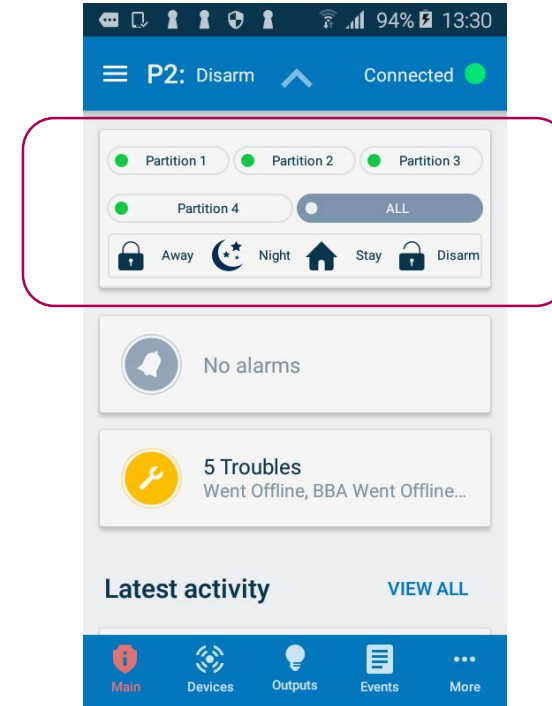 94% 13:30
P2: Disarm Connected
Partition 1 Partition 2 Partition 3
Partition 4 ALL
Away Night Stay Disarm
No alarms
5 Troubles
Went Offline, BBA Went Offline...
Latest activity VIEW ALL
Main Devices Outputs Events More